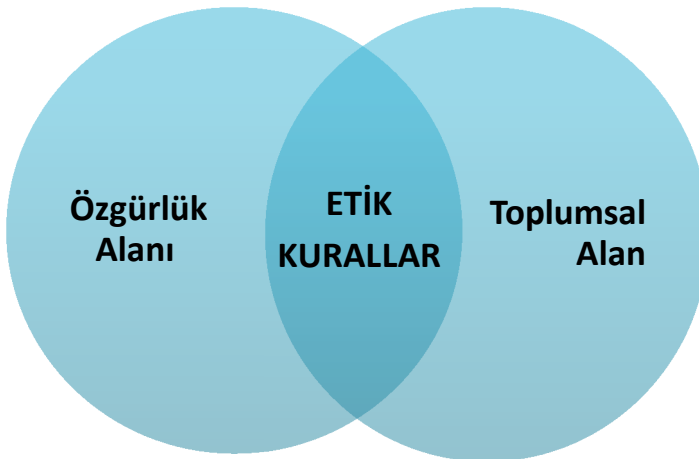 Özgürlük
Alanı
ETİK
KURALLAR
Toplumsal
Alan